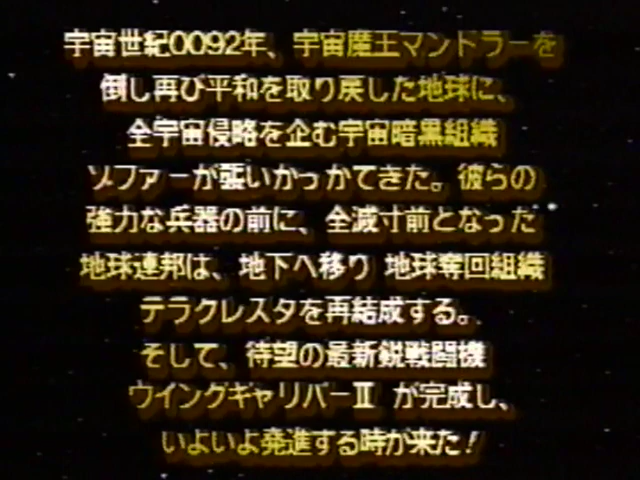 宇宙世紀0092年、宇宙魔王マンドラーを
倒し再び平和を取り戻した地球に、
全宇宙侵略を企む宇宙暗黒組織
ゾファーが襲いかっかてきた。彼らの
強力な兵器の前に、全滅寸前となった
地球連邦は、地下へ移り 地球奪回組織
テラクレスタを再結成する。
そして、待望の最新鋭戦闘機
ウイングギャリバーⅡ が完成し、
いよいよ発進する時が来た!